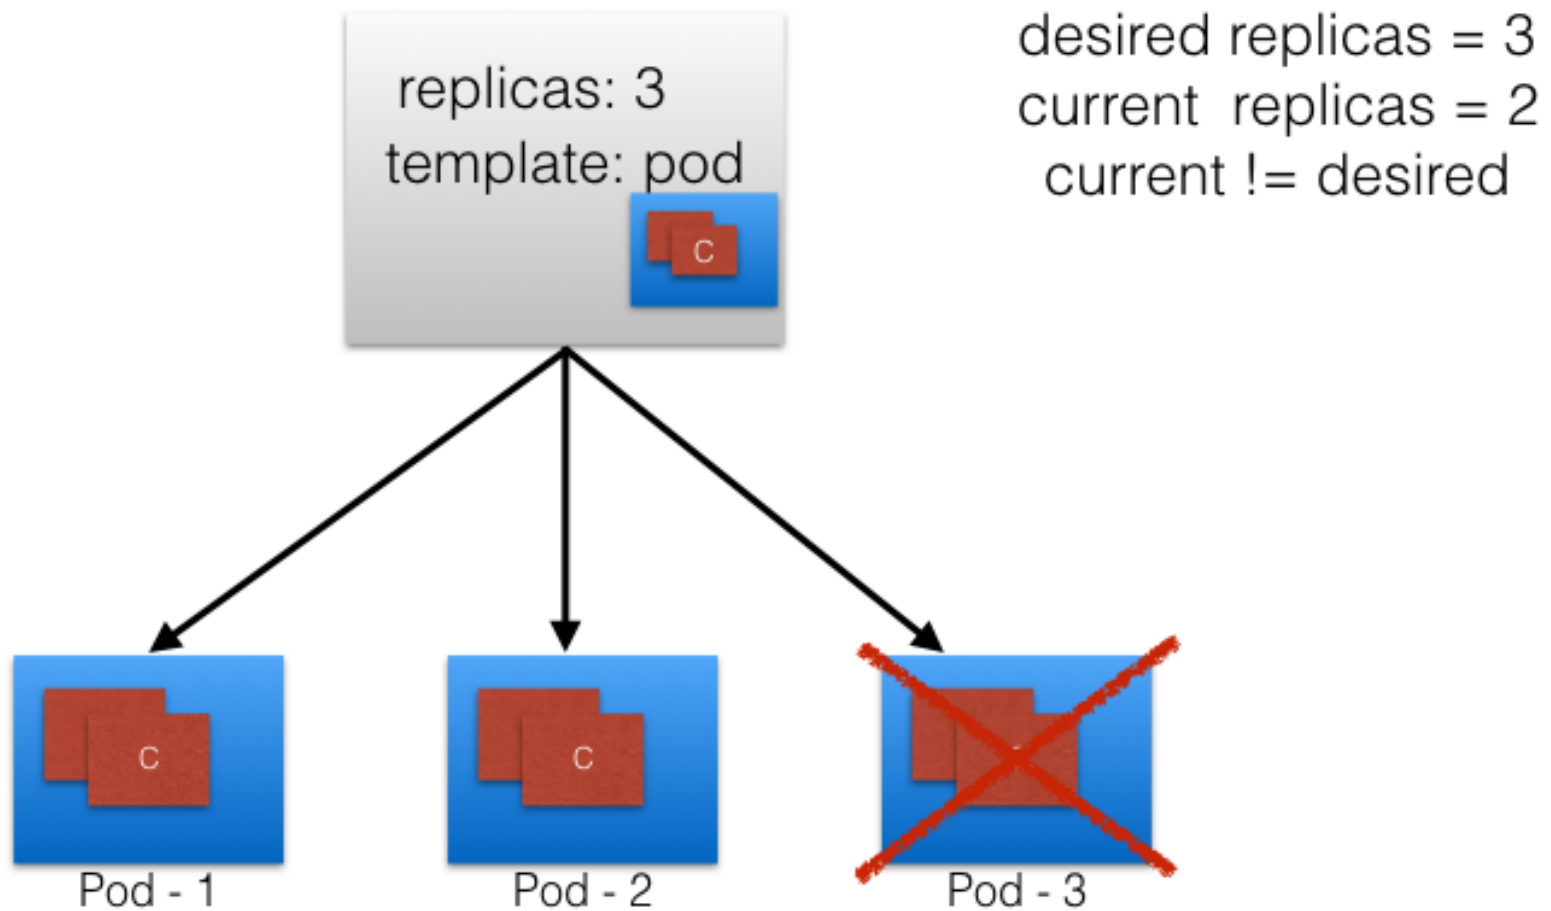 replicas: 3
template: pod
C
desired replicas = 3
current replicas = 2
current != desired
C
C
Pod - 1
Pod - 2
Pod - 3